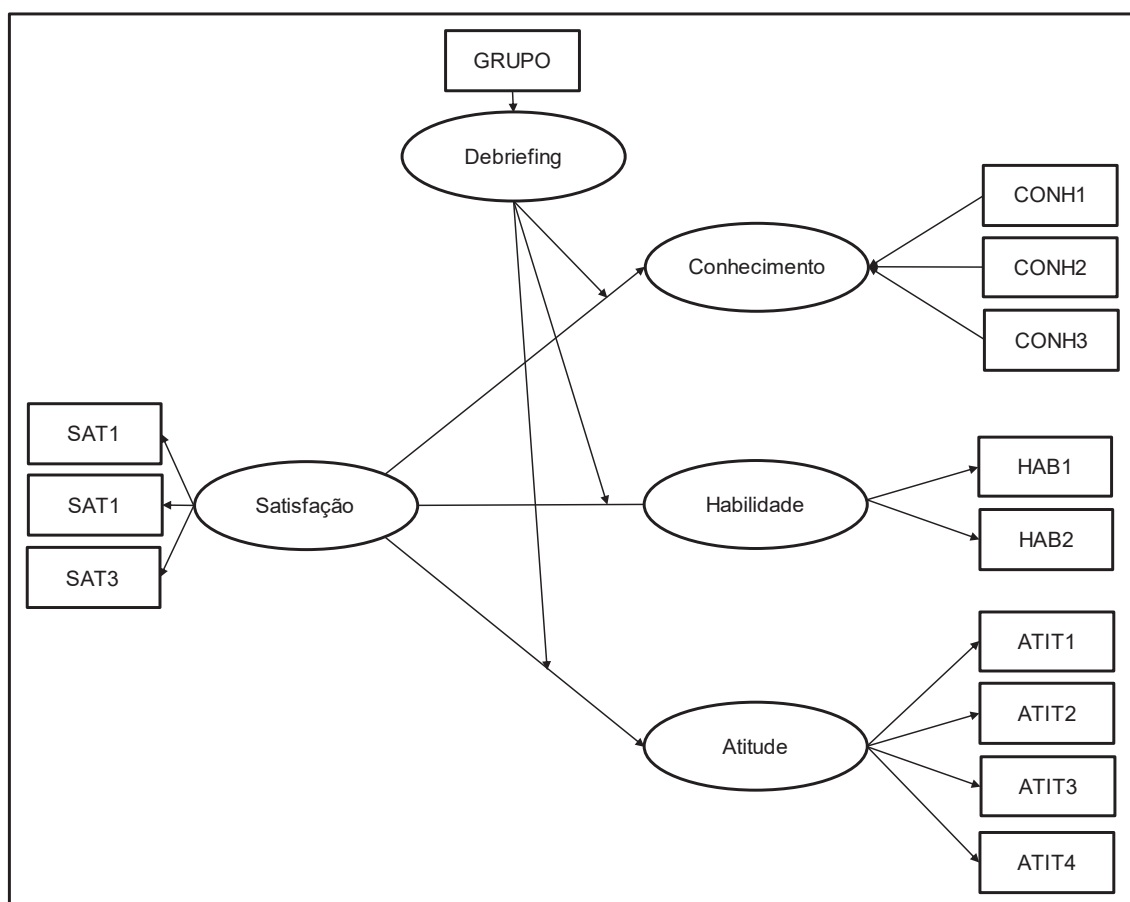 GRUPO
Debriefing
CONH1
Conhecimento
CONH2
CONH3
SAT1
SAT1
SAT3
Satisfação
Habilidade
HAB1
HAB2
ATIT1
ATIT2
Atitude
ATIT3
ATIT4